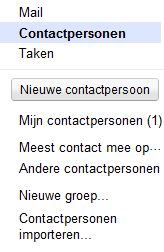 Mail
Contactpersonen
Taken
Nieuwe contactpersoon
Mijn contactpersonen (1)
Meest contact mee op…
Andere contactpersonen
Nieuwe groep…
Contactpersonen
importeren…